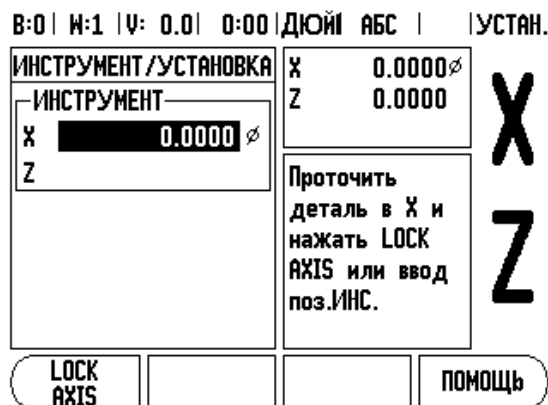 B:0 | W:1 | V: 0.0 | 0:00 | ДЮЙМ АБС | | УСТАН.
ИНСТРУМЕНТ/УСТАНОВКА
ИНСТРУМЕНТ
X 0.0000 Ø
Z
X 0.0000 Ø
Z 0.0000
Проточить
деталь в X и
нажать LOCK
AXIS или ввод
поз.ИНС.
X
Z
LOCK
AXIS
ПОМОЩЬ